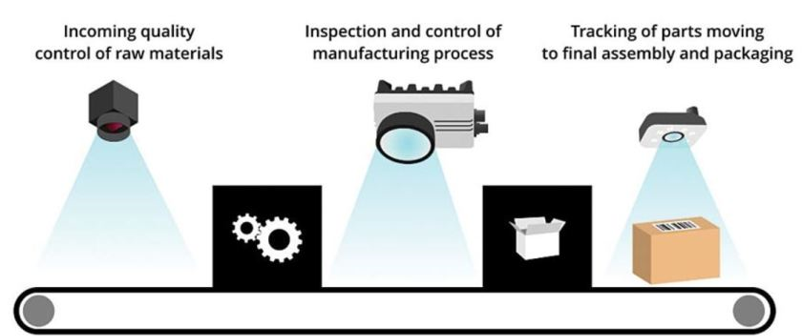 Incoming quality
control of raw materials
Inspection and control of
manufacturing process
Tracking of parts moving
to final assembly and packaging